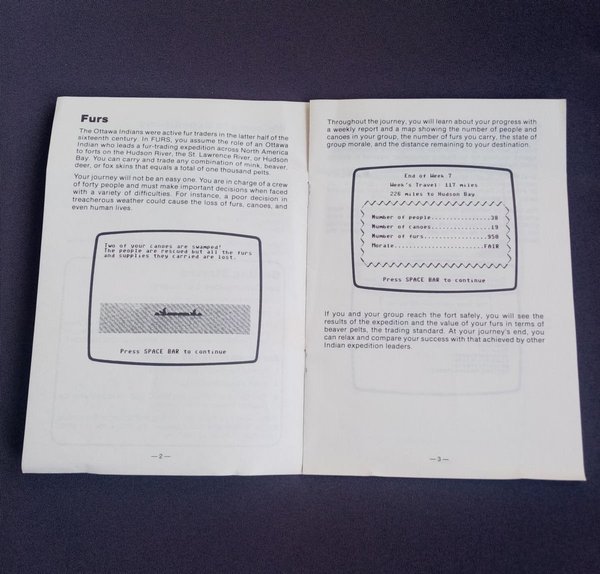 Furs
The Ottawa Indians were active fur traders in the latter half of the
sixteenth century. In FURS, you assume the role of an Ottawa
Indian who leads a fur-trading expedition across North America
to forts on the Hudson River, the St. Lawrence River, or Hudson
Bay. You can carry and trade any combination of mink, beaver,
deer, or fox skins that equals a total of one thousand pelts.
Your journey will not be an easy one. You are in charge of a crew
of forty people and must make important decisions when faced
with a variety of difficulties. For instance, a poor decision in
treacherous weather could cause the loss of furs, canoes, and
even human lives.
Two of your canoes are swamped!
The people are rescued but all the furs
and supplies they carried are lost.
Press SPACE BAR to continue
—2—
Throughout the journey, you will learn about your progress with
a weekly report and a map showing the number of people and
canoes in your group, the number of furs you carry, the state of
group morale, and the distance remaining to your destination.
End of Week 7
Week's Travel: 117 miles
226 miles to Hudson Bay
Number of people..............38
Number of canoes..............19
Number of furs...............950
Morale......................FAIR
Press SPACE BAR to continue
If you and your group reach the fort safely, you will see the
results of the expedition and the value of your furs in terms of
beaver pelts, the trading standard. At your journey's end, you
can relax and compare your success with that achieved by other
Indian expedition leaders.
—3—